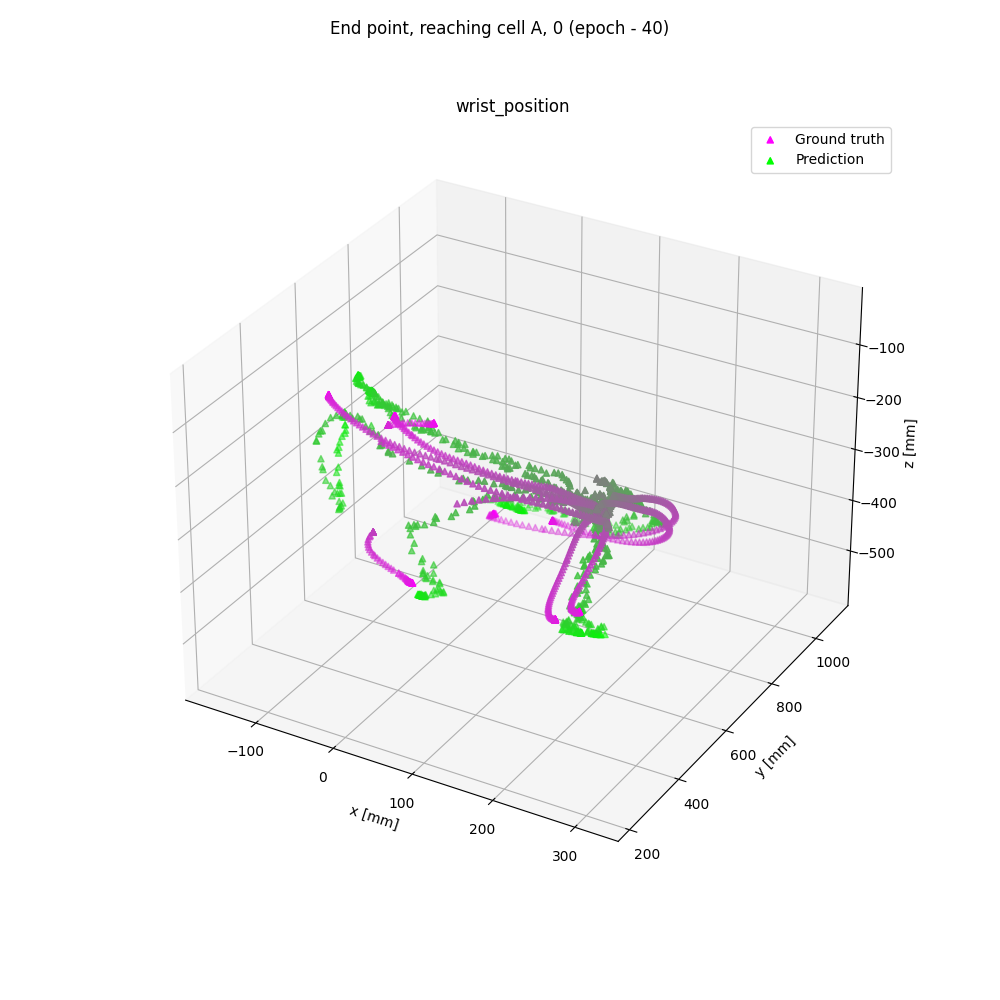 End point, reaching cell A, 0 (epoch - 40)
wrist_position
Ground truth
Prediction
−100
−200
−300
−400
−500
z [mm]
1000
800
600
400
200
y [mm]
−100
0
100
200
300
x [mm]